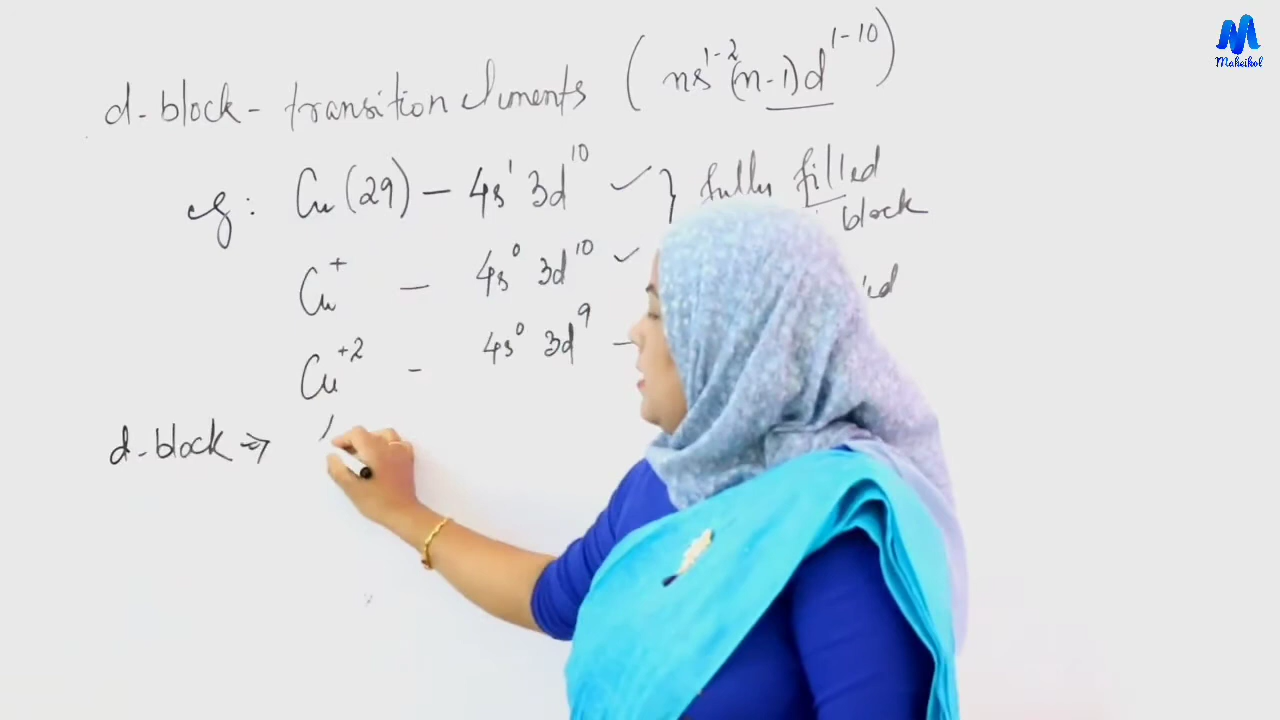 d-block - transition elements (ns¹⁻² (n-1)d¹⁻¹⁰)
eg: Cu (29) - 4s¹ 3d¹⁰ ✓ } fully filled
block
Cu⁺ - 4s⁰ 3d¹⁰ ✓
Cu⁺² - 4s⁰ 3d⁹ -
d-block ⇒
M
Maheikol